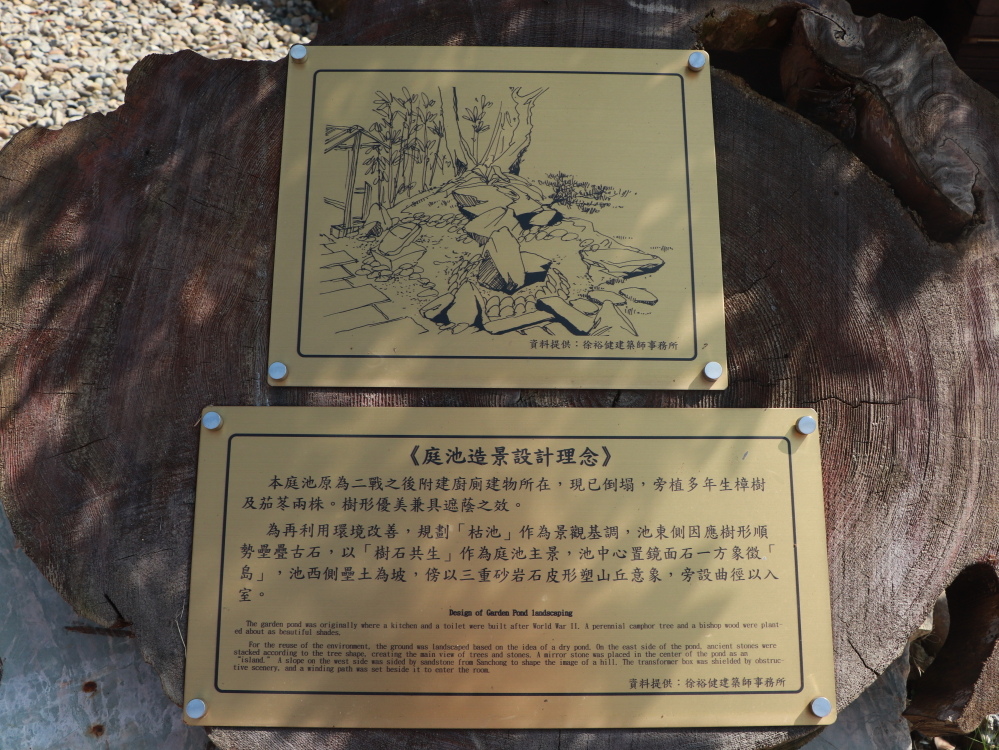 資料提供：徐裕健建築師事務所
《庭池造景設計理念》
本庭池原為二戰之後附建廚廁建物所在，現已倒塌，旁植多年生樟樹
及茄苳兩株。樹形優美兼具遮蔭之效。
為再利用環境改善，規劃「枯池」作為景觀基調，池東側因應樹形順
勢壘疊古石，以「樹石共生」作為庭池主景，池中心置鏡面石一方象徵「
島」，池西側壘土為坡，傍以三重砂岩石皮形塑山丘意象，旁設曲徑以入
室。
Design of Garden Pond landscaping
The garden pond was originally where a kitchen and a toilet were built after World War II. A perennial camphor tree and a bishop wood were plant-
ed about as beautiful shades.
For the reuse of the environment, the ground was landscaped based on the idea of a dry pond. On the east side of the pond, ancient stones were
stacked according to the tree shape, creating the main view of trees and stones. A mirror stone was placed in the center of the pond as an
"island." A slope on the west side was sided by sandstone from Sanchong to shape the image of a hill. The transformer box was shielded by obstruc-
tive scenery, and a winding path was set beside it to enter the room.
資料提供：徐裕健建築師事務所